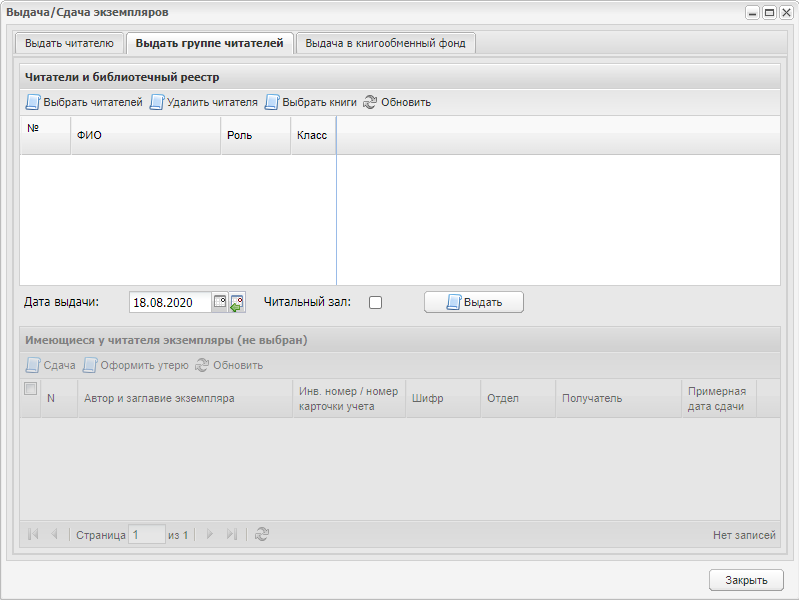 Выдача/Сдача экземпляров
Выдать читателю Выдать группе читателей Выдача в книгообменный фонд
Читатели и библиотечный реестр
Выбрать читателей Удалить читателя Выбрать книги Обновить
№ ФИО Роль Класс
Дата выдачи: 18.08.2020 Читальный зал: Выдать
Имеющиеся у читателя экземпляры (не выбран)
Сдача Оформить утерю Обновить
N Автор и заглавие экземпляра Инв. номер / номер карточки учета Шифр Отдел Получатель Примерная дата сдачи
Страница 1 из 1 Нет записей
Закрыть